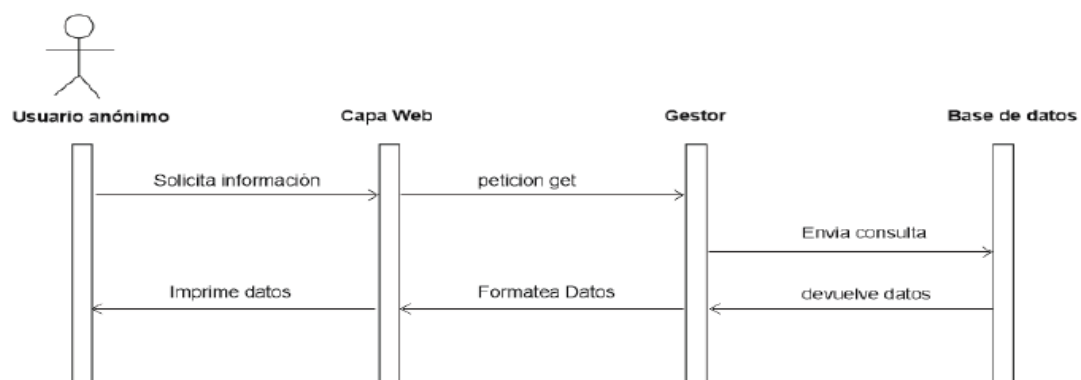 Usuario anónimo
Capa Web
Gestor
Base de datos
Solicita información
peticion get
Envia consulta
Imprime datos
Formatea Datos
devuelve datos